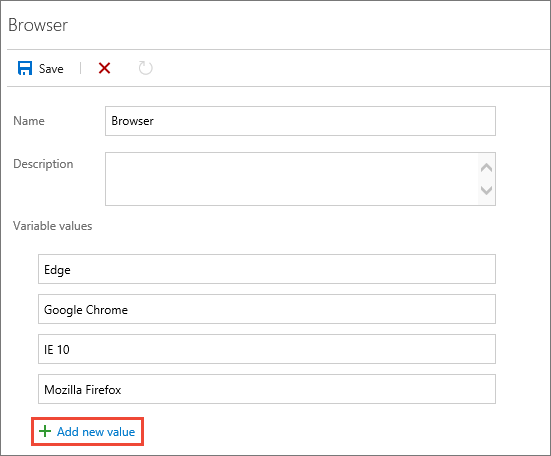 Browser
Save
Name
Browser
Description
Variable values
Edge
Google Chrome
IE 10
Mozilla Firefox
Add new value